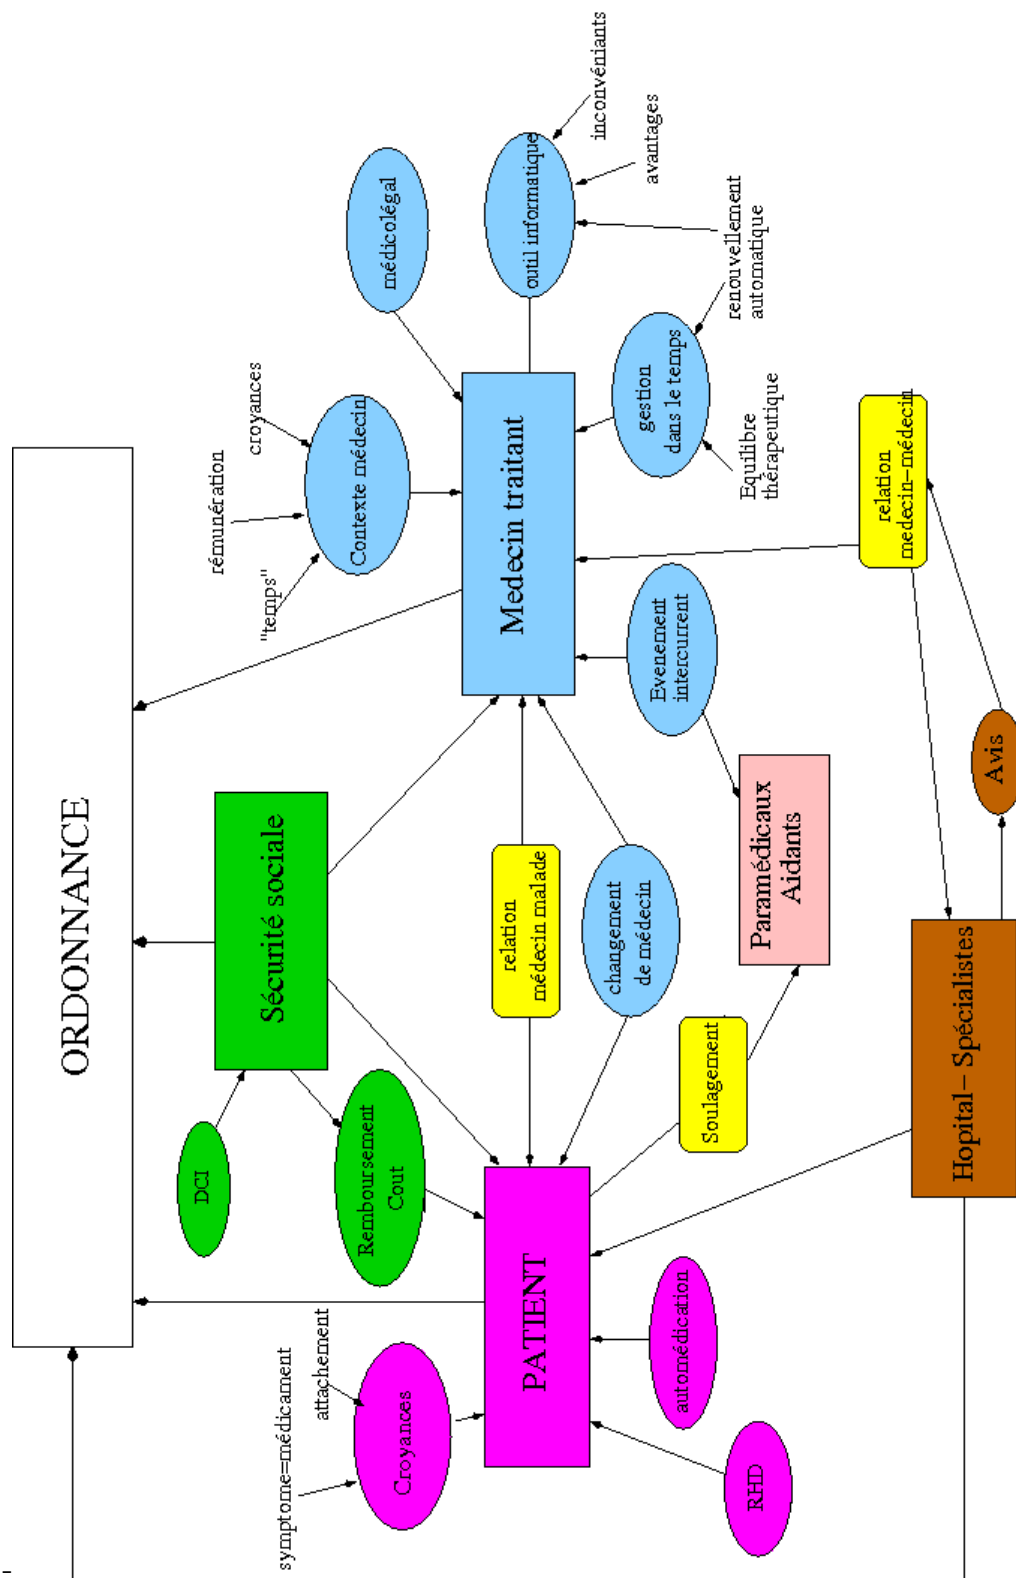 ORDONNANCE
symptome=médicament
attachement
Croyances
DCI
Remboursement
Cout
Sécurité sociale
"temps"
rémunération
croyances
Contexte médecin
médicolégal
PATIENT
relation
médecin malade
Medecin traitant
outil informatique
inconvéniants
avantages
renouvellement
automatique
changement
de médecin
Evenement
intercurrent
gestion
dans le temps
Equilibre
thérapeutique
RHD
automédication
Soulagement
Paramédicaux
Aidants
relation
medecin-médecin
Hopital- Spécialistes
Avis